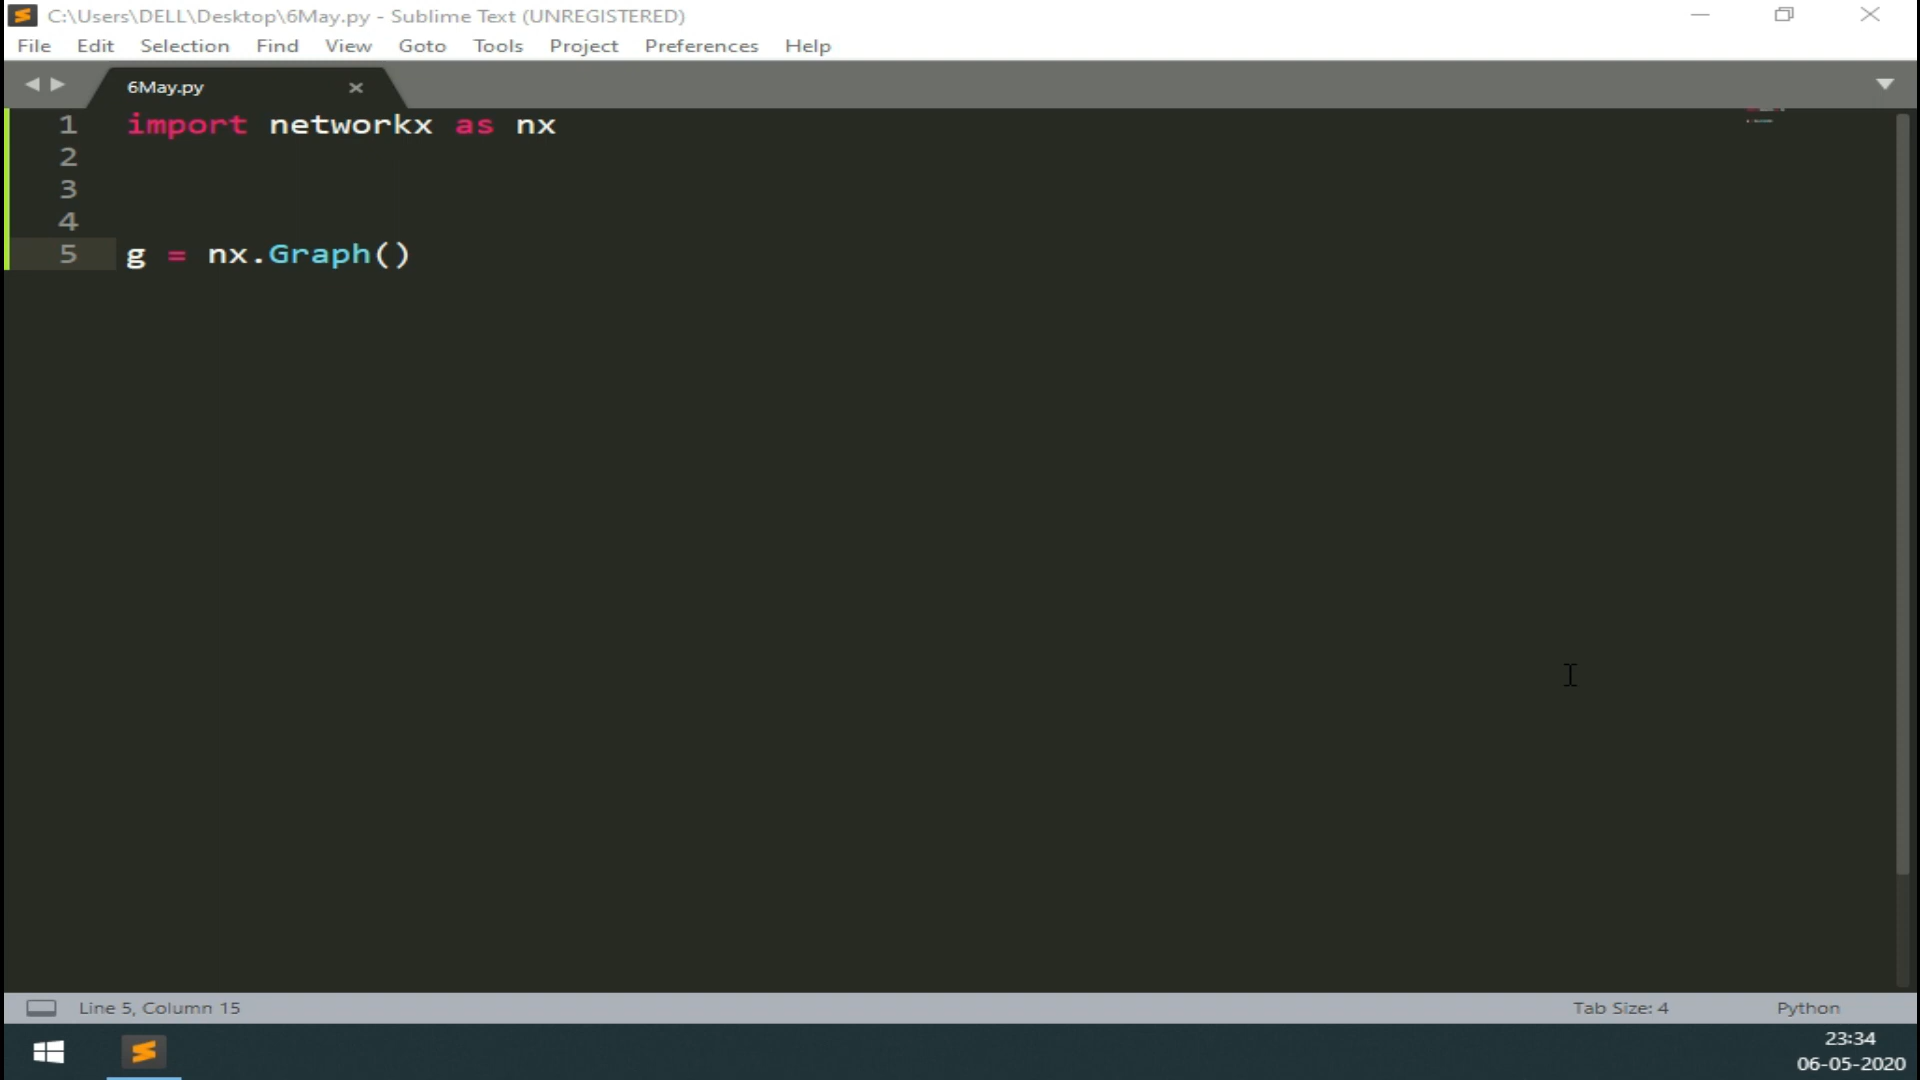 C:\Users\DELL\Desktop\6May.py - Sublime Text (UNREGISTERED)
File Edit Selection Find View Goto Tools Project Preferences Help
6May.py
1 import networkx as nx
2
3
4
5 g = nx.Graph()
Line 5, Column 15 Tab Size: 4 Python
23:34
06-05-2020